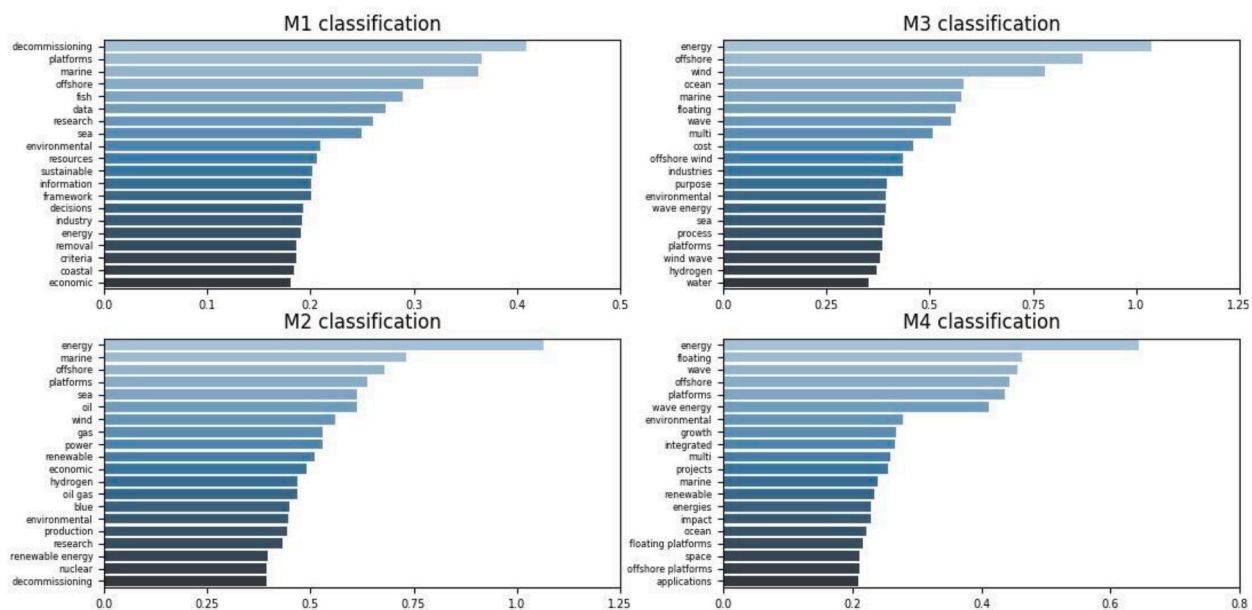 M1 classification
decommissioning
platforms
marine
offshore
fish
data
research
sea
environmental
resources
sustainable
information
framework
decisions
industry
energy
removal
criteria
coastal
economic
0.0 0.1 0.2 0.3 0.4 0.5
M3 classification
energy
offshore
wind
ocean
marine
floating
wave
multi
cost
offshore wind
industries
purpose
environmental
wave energy
sea
process
platforms
wind wave
hydrogen
water
0.0 0.25 0.5 0.75 1.0 1.25
M2 classification
energy
marine
offshore
platforms
sea
oil
wind
gas
power
renewable
economic
hydrogen
oil gas
blue
environmental
production
research
renewable energy
nuclear
decommissioning
0.0 0.25 0.50 0.75 1.0 1.25
M4 classification
energy
floating
wave
offshore
platforms
wave energy
environmental
growth
integrated
multi
projects
marine
renewable
energies
impact
ocean
floating platforms
space
offshore platforms
applications
0.0 0.2 0.4 0.6 0.8